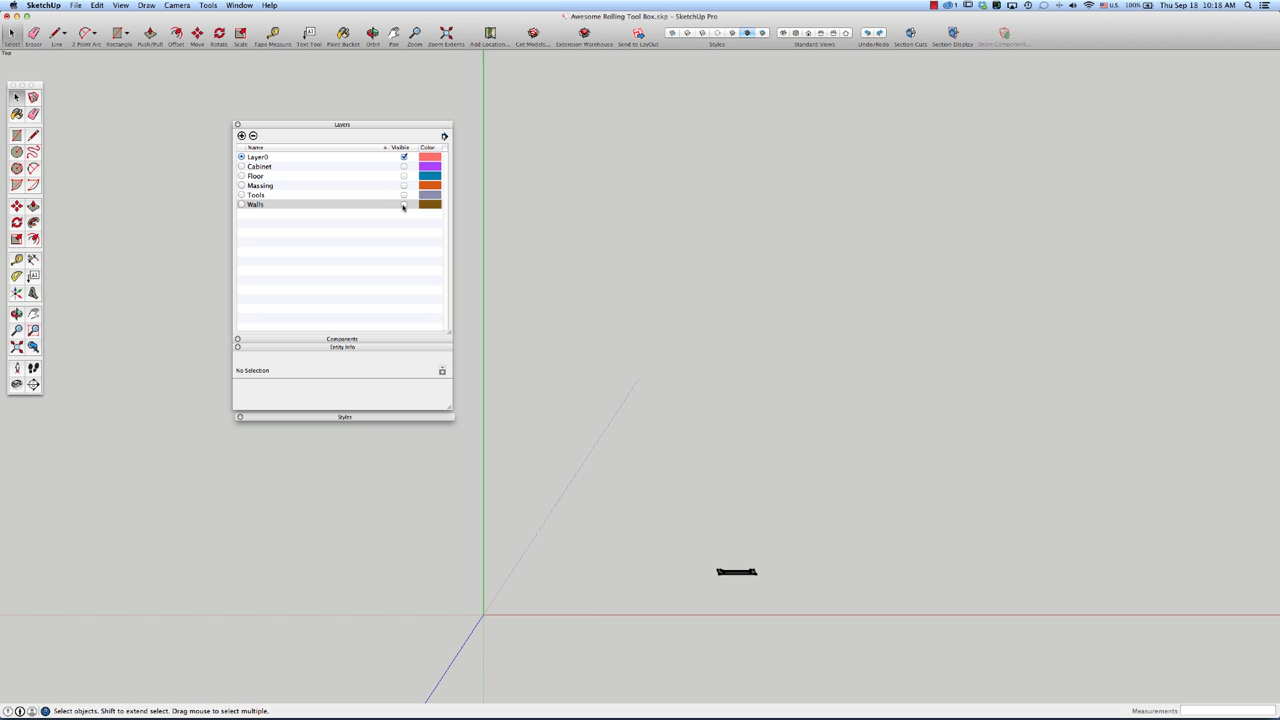 SketchUp File Edit View Draw Camera Tools Window Help 1 U.S. 100% Thu Sep 18 10:18 AM
Awesome Rolling Tool Box.skp - SketchUp Pro
Select Eraser Line 2 Point Arc Rectangle Push/Pull Offset Move Rotate Scale Tape Measure Text Tool Paint Bucket Orbit Pan Zoom Zoom Extents Add Location... Get Models... Extension Warehouse Send to LayOut Styles Standard Views Undo/Redo Section Cuts Section Display Share Component...
Top
Layers
Name Visible Color
Layer0
Cabinet
Floor
Massing
Tools
Walls
Components
Entity Info
No Selection
Styles
Select objects. Shift to extend select. Drag mouse to select multiple. Measurements